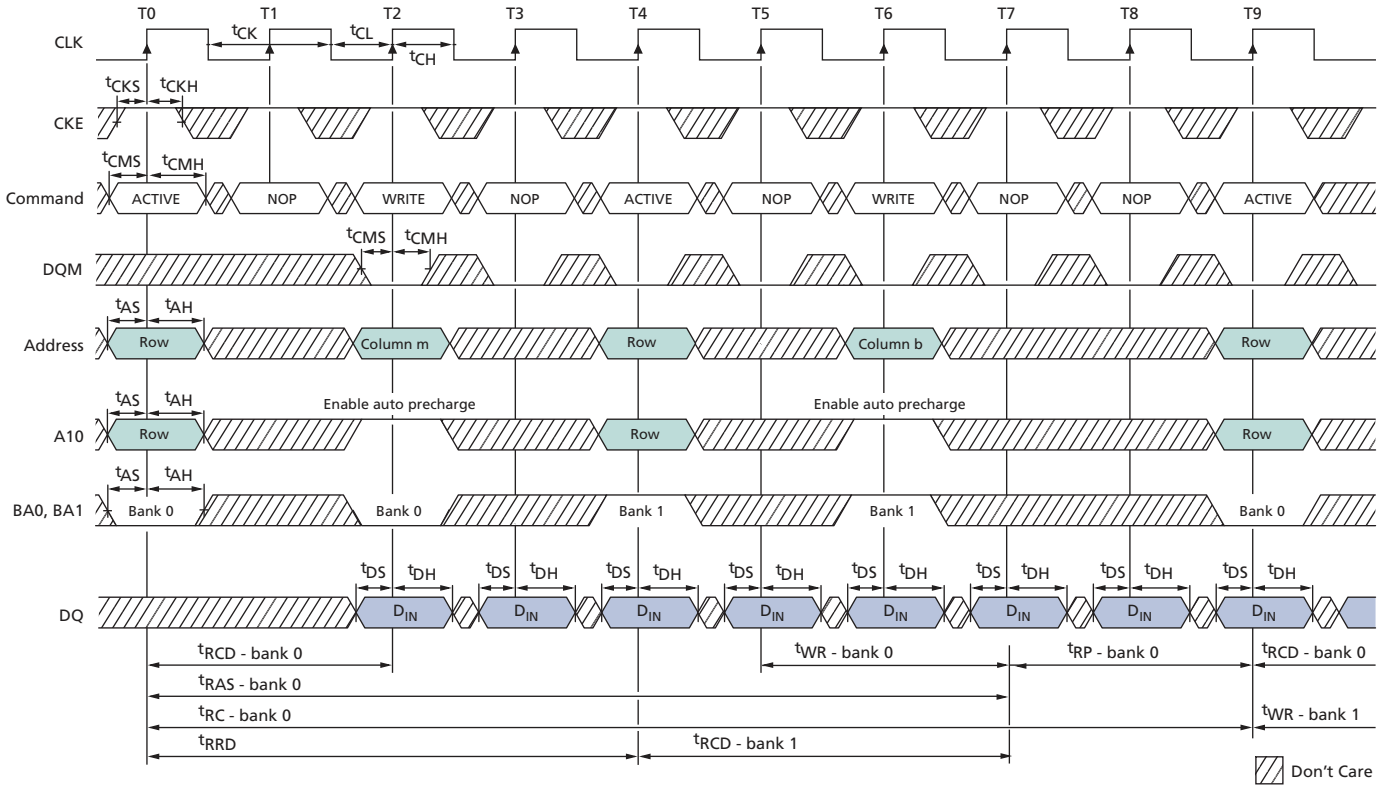 T0 T1 T2 T3 T4 T5 T6 T7 T8 T9
CLK tCK tCL tCH
tCKS tCKH
CKE
tCMS tCMH
Command ACTIVE NOP WRITE NOP ACTIVE NOP WRITE NOP NOP ACTIVE
tCMS tCMH
DQM
tAS tAH
Address Row Column m Row Column b Row
tAS tAH Enable auto precharge Enable auto precharge
A10 Row Row Row
tAS tAH
BA0, BA1 Bank 0 Bank 0 Bank 1 Bank 1 Bank 0
tDS tDH tDS tDH tDS tDH tDS tDH tDS tDH tDS tDH tDS tDH tDS tDH
DQ DIN DIN DIN DIN DIN DIN DIN DIN
tRCD - bank 0 tWR - bank 0 tRP - bank 0 tRCD - bank 0
tRAS - bank 0
tRC - bank 0 tWR - bank 1
tRRD tRCD - bank 1
Don't Care